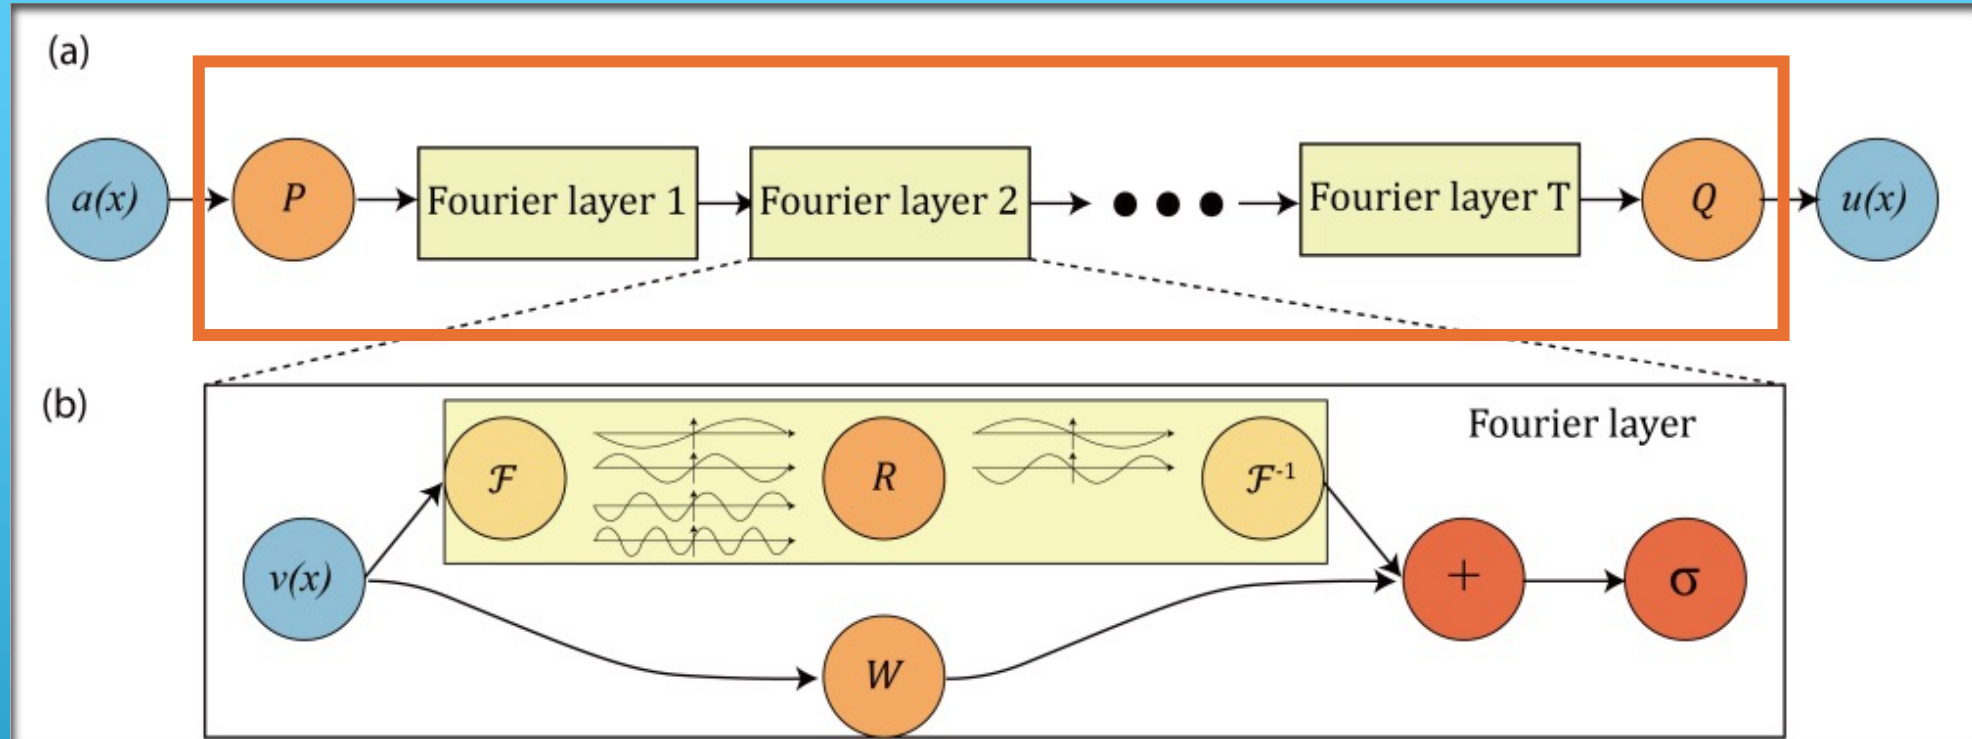 (a)
a(x) P Fourier layer 1 Fourier layer 2 ••• Fourier layer T Q u(x)
(b)
Fourier layer
ℱ R ℱ⁻¹
v(x) + σ
W